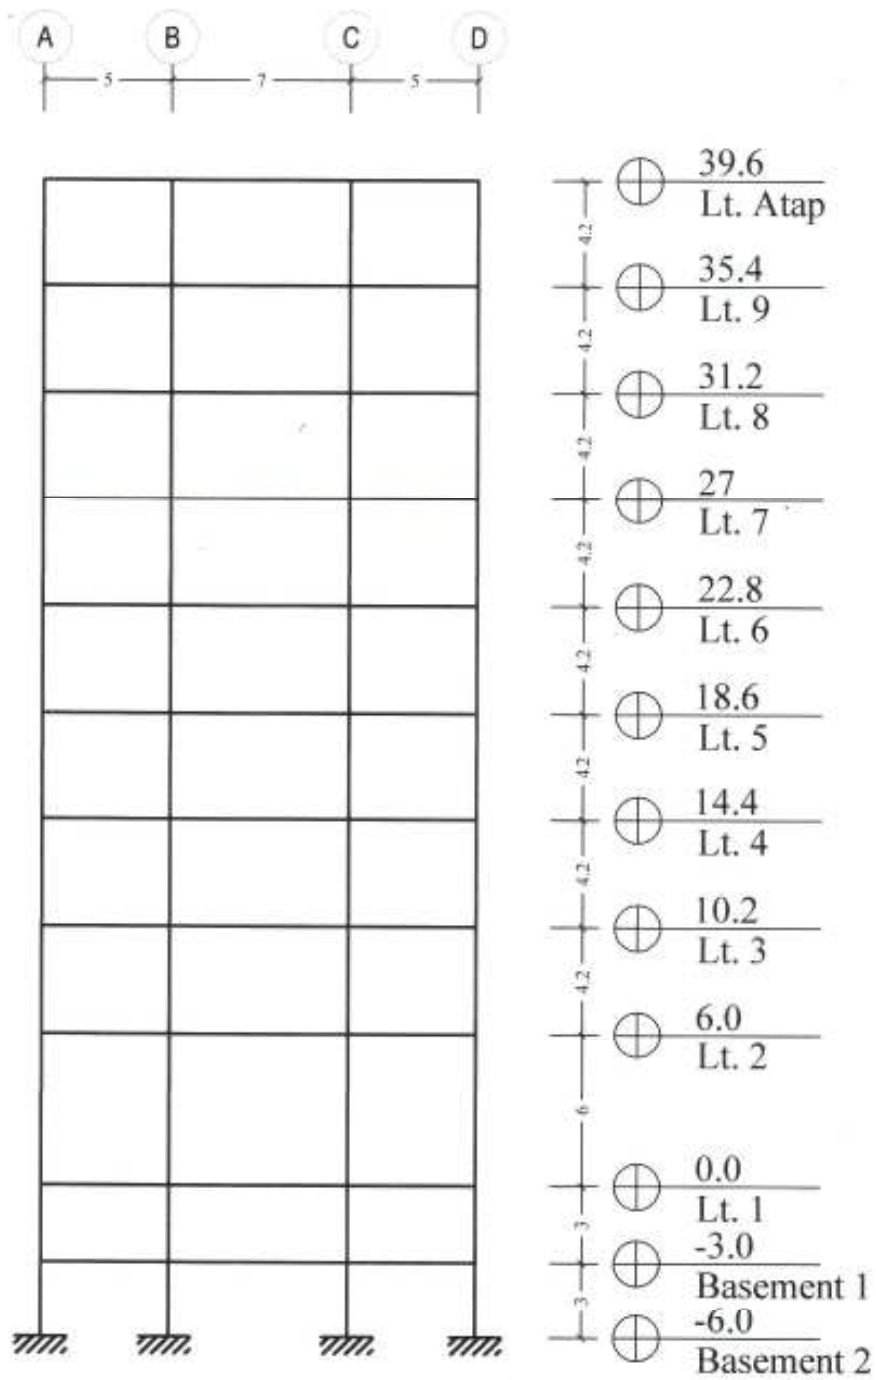 A B C D
5 7 5
39.6
Lt. Atap
4.2
35.4
Lt. 9
4.2
31.2
Lt. 8
4.2
27
Lt. 7
4.2
22.8
Lt. 6
4.2
18.6
Lt. 5
4.2
14.4
Lt. 4
4.2
10.2
Lt. 3
4.2
6.0
Lt. 2
6
0.0
Lt. 1
3
-3.0
Basement 1
3
-6.0
Basement 2